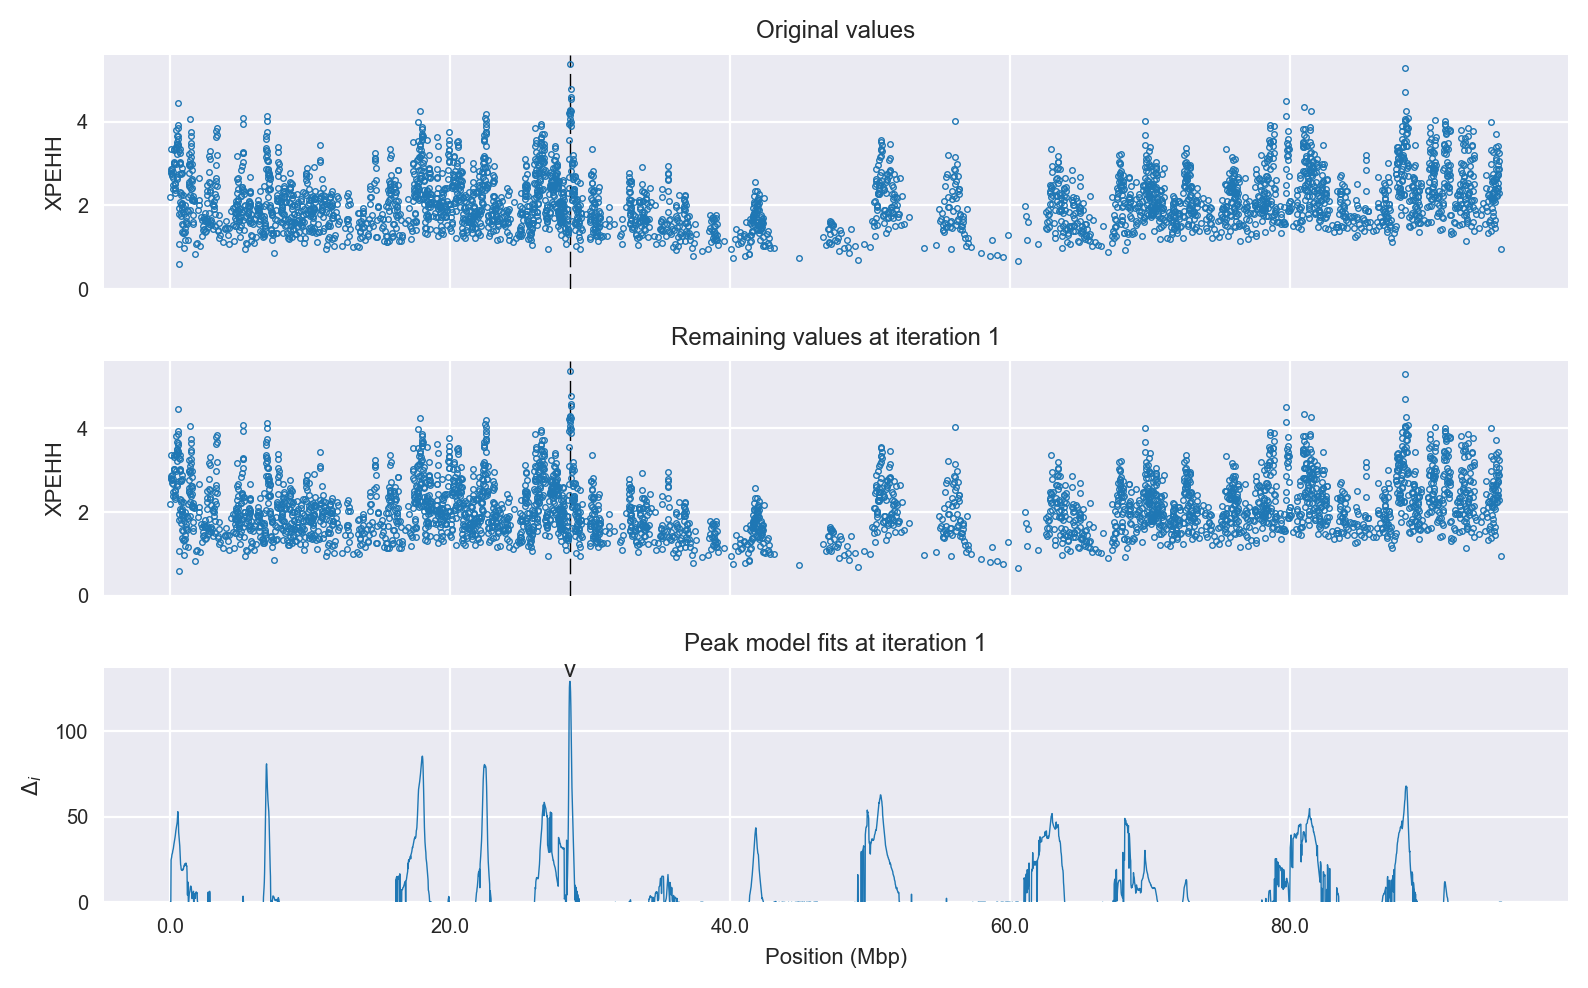 Original values
XPEHH
4
2
0
Remaining values at iteration 1
XPEHH
4
2
0
Peak model fits at iteration 1
v
Δi
100
50
0
0.0 20.0 40.0 60.0 80.0
Position (Mbp)